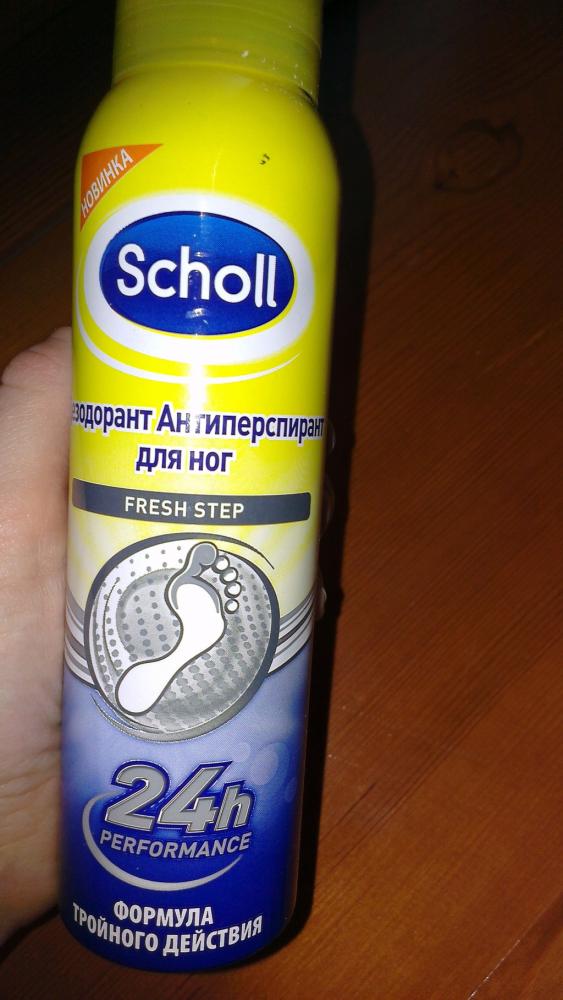 НОВИНКА
Scholl
езодорант Антиперспирант
для ног
FRESH STEP
24h
PERFORMANCE
ФОРМУЛА
ТРОЙНОГО ДЕЙСТВИЯ